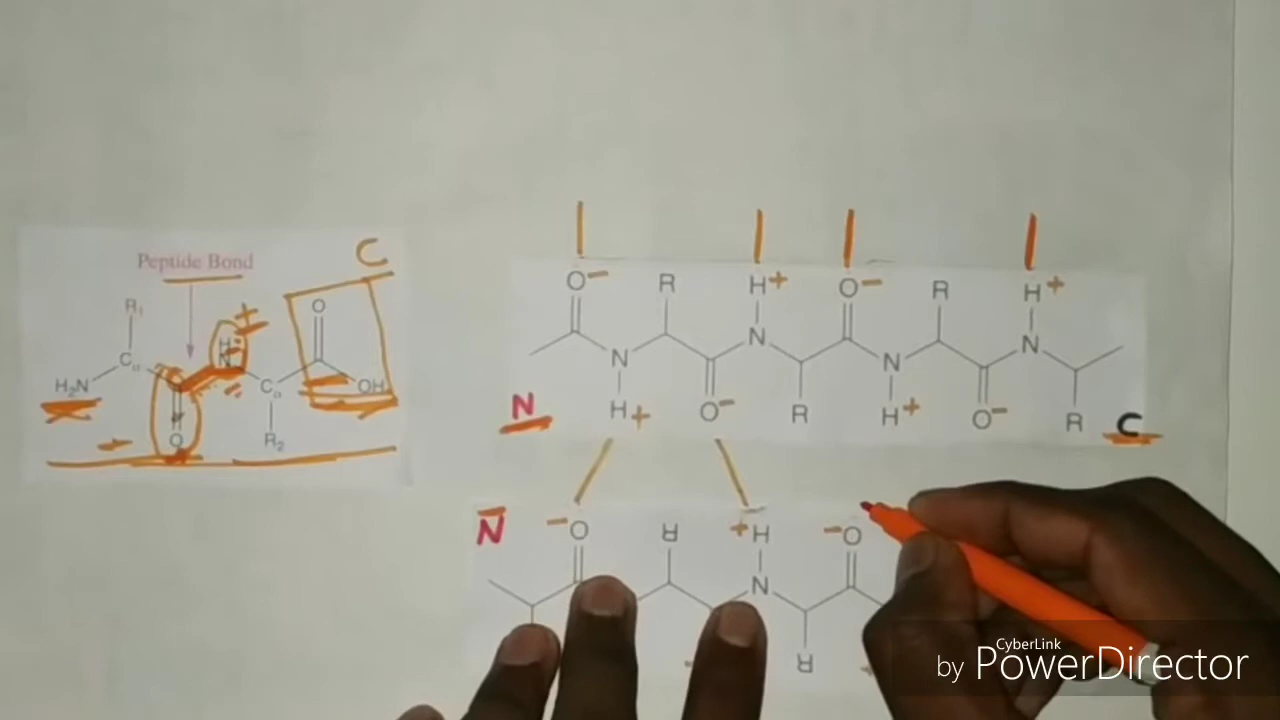 Peptide Bond
C
R₁
+
H
N
O
Cα
H₂N
Cα
OH
−
O
R₂
O−
R
H+
O−
R
H+
N
N
N
N
N
H+
O−
R
H+
O−
R
C
N
−O
R
+H
−O
N
R
CyberLink
by PowerDirector